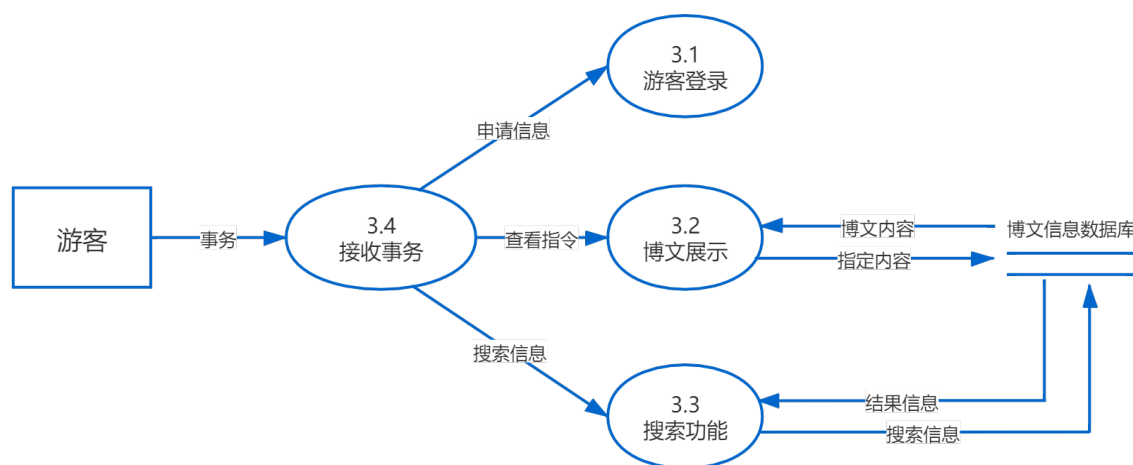 3.1
游客登录
申请信息
游客
事务
3.4
接收事务
查看指令
3.2
博文展示
博文内容
指定内容
博文信息数据库
搜索信息
3.3
搜索功能
结果信息
搜索信息